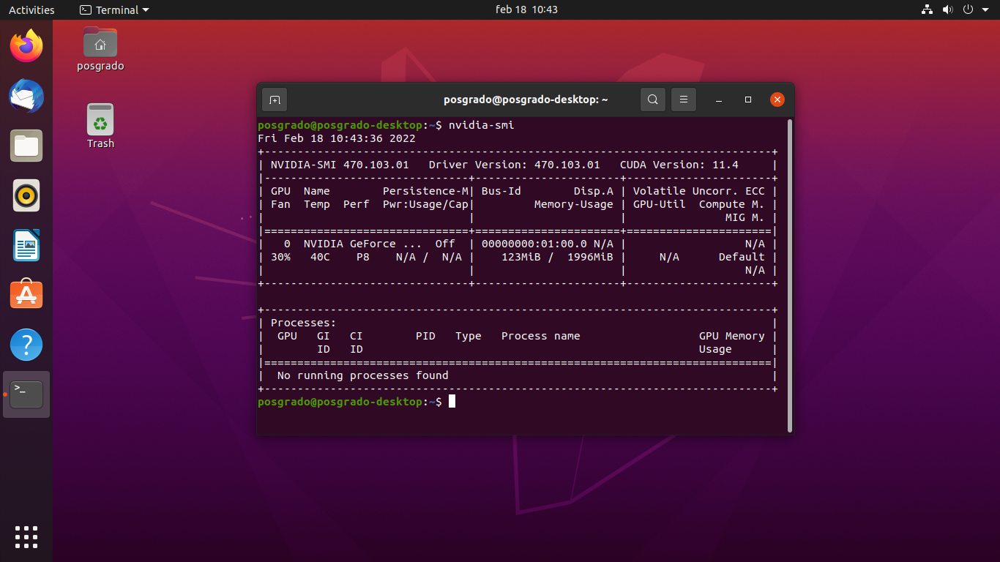 Activities Terminal feb 18 10:43
posgrado
Trash
posgrado@posgrado-desktop: ~
posgrado@posgrado-desktop:~$ nvidia-smi
Fri Feb 18 10:43:36 2022
+-----------------------------------------------------------------------------+
| NVIDIA-SMI 470.103.01   Driver Version: 470.103.01   CUDA Version: 11.4     |
|-------------------------------+----------------------+----------------------+
| GPU  Name        Persistence-M| Bus-Id        Disp.A | Volatile Uncorr. ECC |
| Fan  Temp  Perf  Pwr:Usage/Cap|         Memory-Usage | GPU-Util  Compute M. |
|                               |                      |               MIG M. |
|===============================+======================+======================|
|   0  NVIDIA GeForce ...  Off  | 00000000:01:00.0 N/A |                  N/A |
| 30%   40C    P8    N/A /  N/A |    123MiB /  1996MiB |     N/A      Default |
|                               |                      |                  N/A |
+-------------------------------+----------------------+----------------------+
+-----------------------------------------------------------------------------+
| Processes:                                                                  |
|  GPU   GI   CI        PID   Type   Process name                  GPU Memory |
|        ID   ID                                                   Usage      |
|=============================================================================|
|  No running processes found                                                 |
+-----------------------------------------------------------------------------+
posgrado@posgrado-desktop:~$